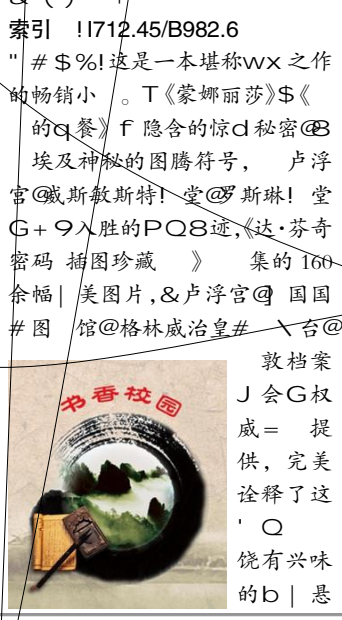 索引 !I712.45/B982.6
"#$%!这是一本堪称wx之作
的畅销小 。T《蒙娜丽莎》$《
的q餐》f 隐含的惊d秘密@8
埃及神秘的图腾符号， 卢浮
宫@威斯敏斯特! 堂@罗斯琳! 堂
G+9入胜的PQ8迹，《达·芬奇
密码 插图珍藏 》 集的160
余幅| 美图片，&卢浮宫@ 国国
#图 馆@格林威治皇# \台@
敦档案
J会G权
威= 提
供，完美
诠释了这
' Q
饶有兴味
的b|悬
书香校园